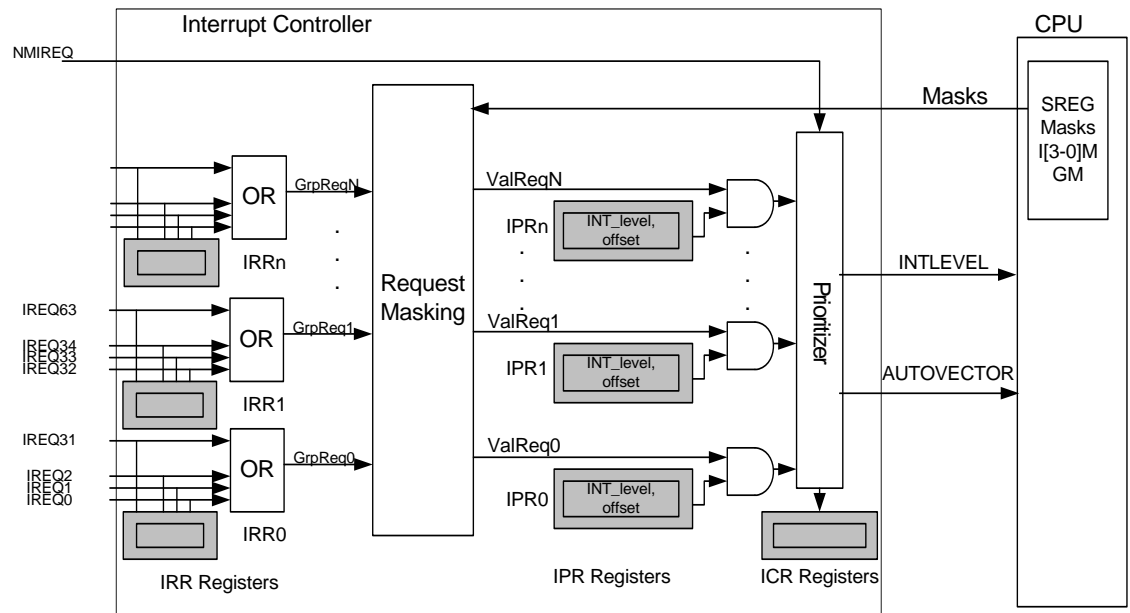 Interrupt Controller
CPU
NMIREQ
Masks
SREG
Masks
I[3-0]M
GM
OR
GrpReqN
ValReqN
IPRn
INT_level,
offset
IRRn
.
.
.
.
.
.
.
.
.
Request
Masking
Prioritizer
INTLEVEL
IREQ63
IREQ34
IREQ33
IREQ32
OR
GrpReq1
ValReq1
IPR1
INT_level,
offset
IRR1
AUTOVECTOR
IREQ31
IREQ2
IREQ1
IREQ0
OR
GrpReq0
ValReq0
IPR0
INT_level,
offset
IRR0
IRR Registers
IPR Registers
ICR Registers